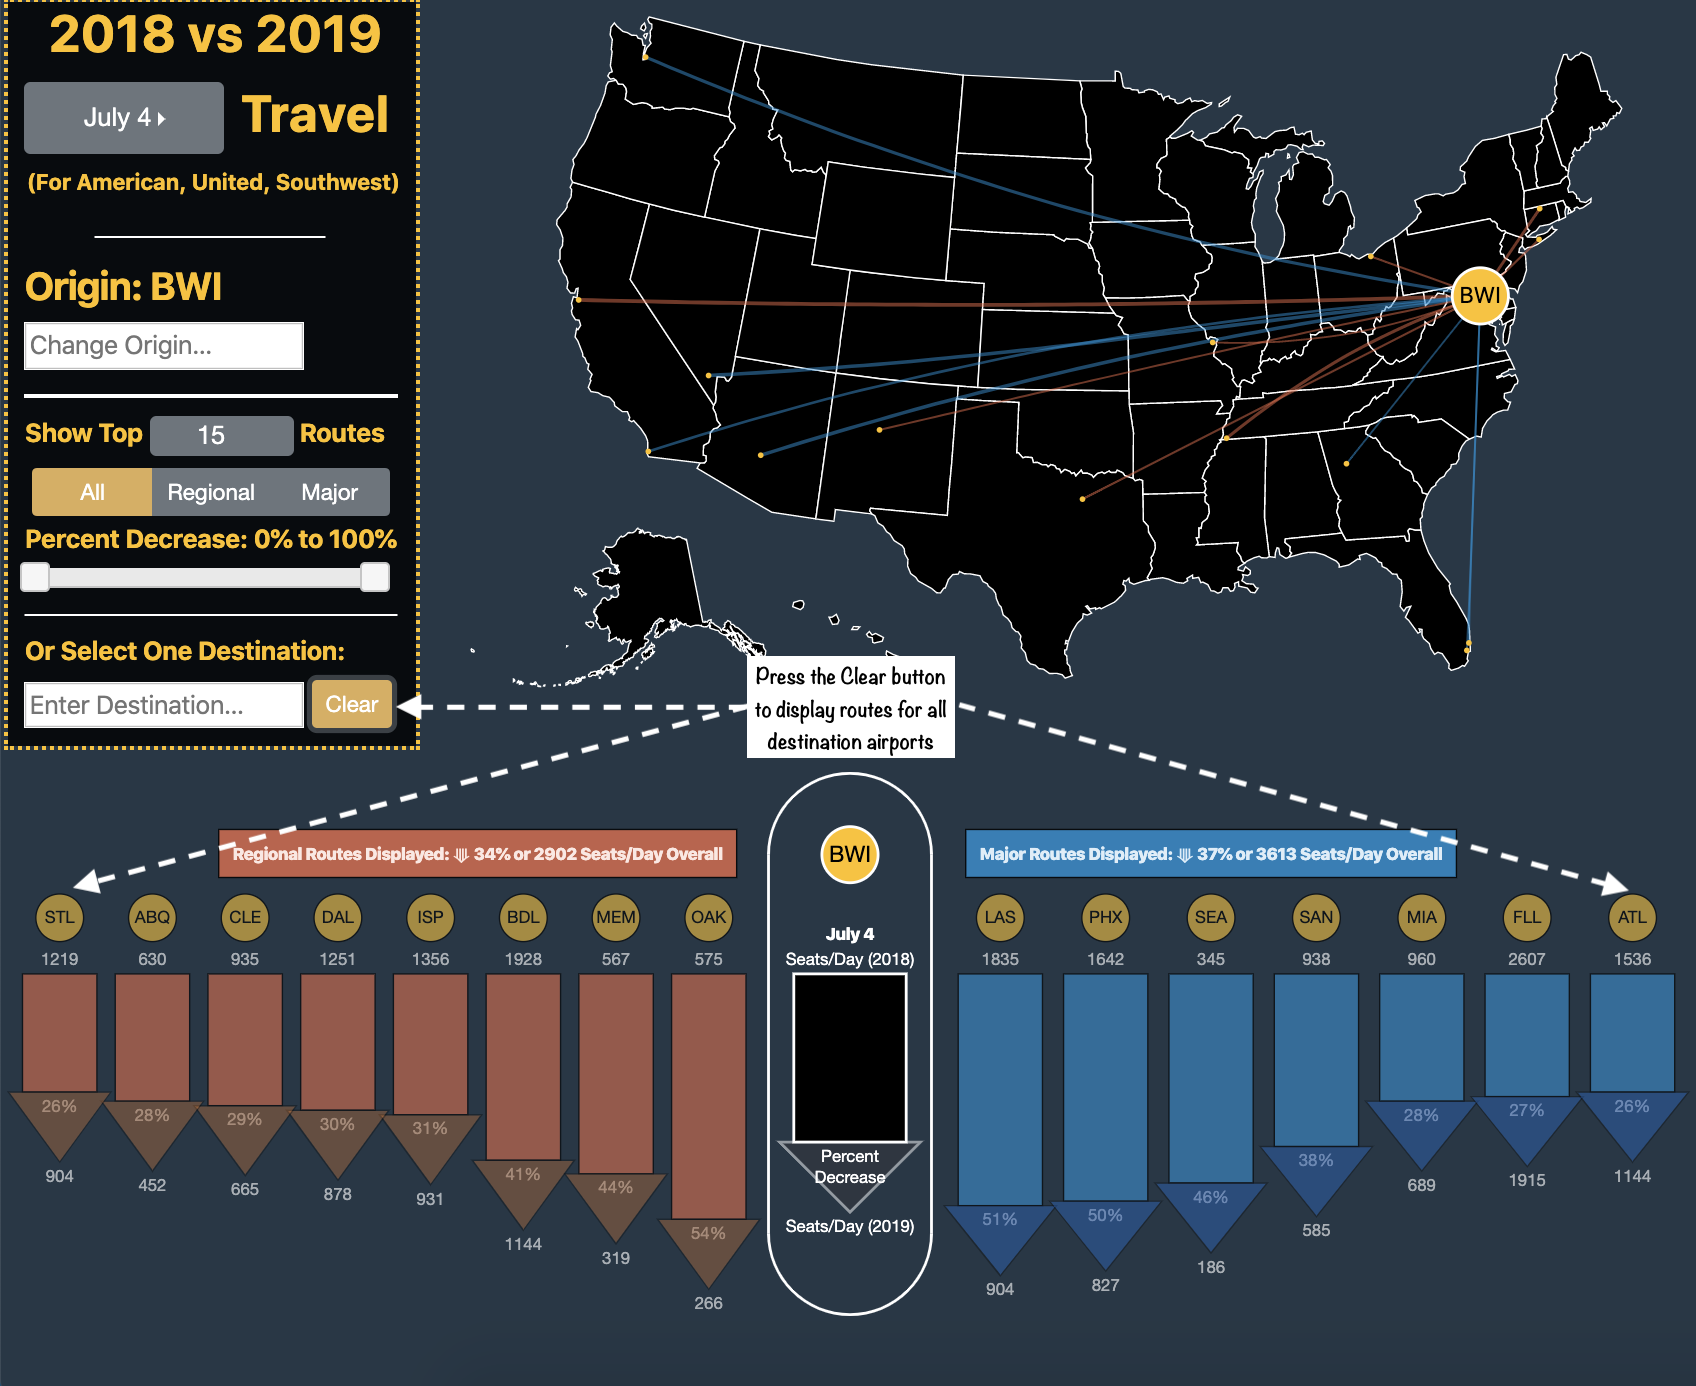 2018 vs 2019
July 4 Travel
(For American, United, Southwest)
Origin: BWI
Change Origin...
Show Top 15 Routes
All Regional Major
Percent Decrease: 0% to 100%
Or Select One Destination:
Enter Destination... Clear
BWI
Press the Clear button
to display routes for all
destination airports
Regional Routes Displayed: ⤋ 34% or 2902 Seats/Day Overall
STL ABQ CLE DAL ISP BDL MEM OAK
1219 630 935 1251 1356 1928 567 575
26% 28% 29% 30% 31% 41% 44% 54%
904 452 665 878 931 1144 319 266
BWI
July 4
Seats/Day (2018)
Percent
Decrease
Seats/Day (2019)
Major Routes Displayed: ⤋ 37% or 3613 Seats/Day Overall
LAS PHX SEA SAN MIA FLL ATL
1835 1642 345 938 960 2607 1536
51% 50% 46% 38% 28% 27% 26%
904 827 186 585 689 1915 1144